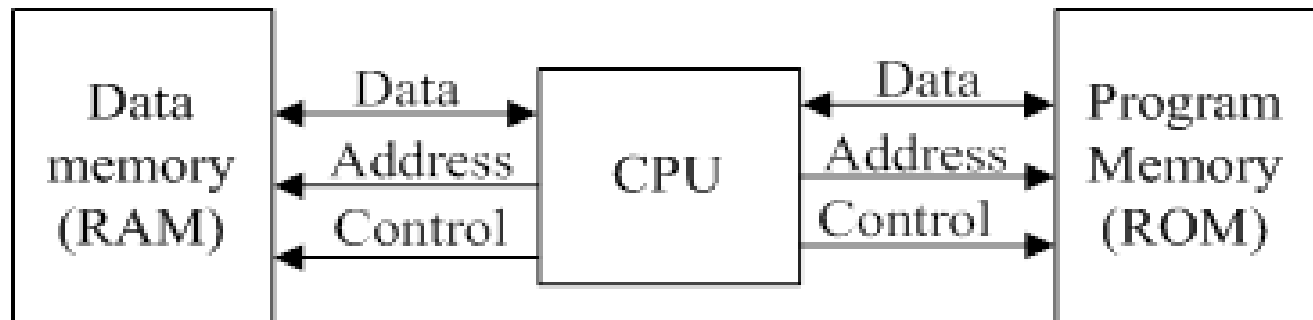 Data
memory
(RAM)
Data
Address
Control
CPU
Data
Address
Control
Program
Memory
(ROM)